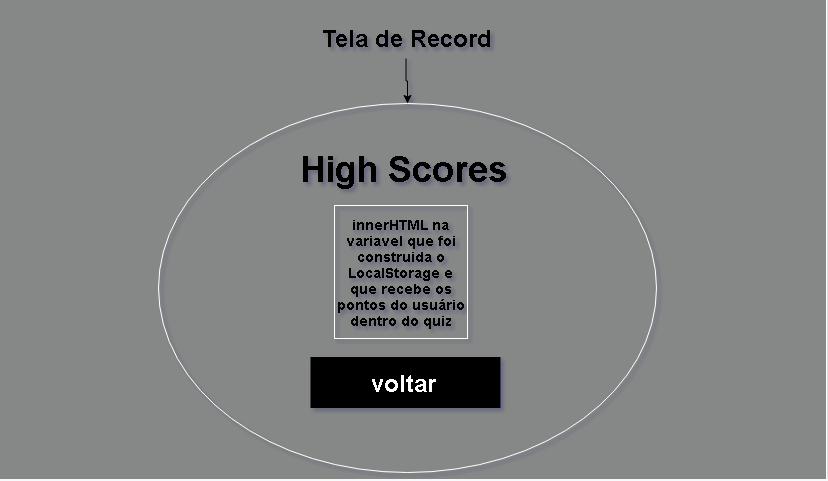 Tela de Record
High Scores
innerHTML na
variavel que foi
construida o
LocalStorage e
que recebe os
pontos do usuário
dentro do quiz
voltar